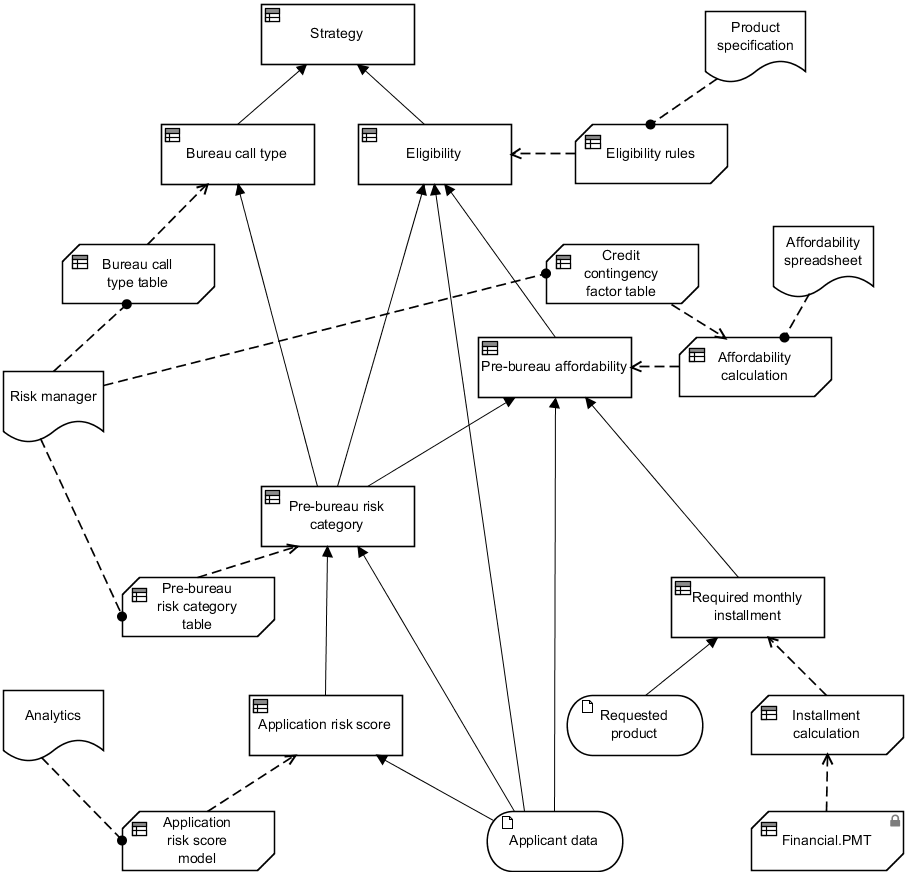 Strategy
Product
specification
Bureau call type
Eligibility
Eligibility rules
Bureau call
type table
Credit
contingency
factor table
Affordability
spreadsheet
Risk manager
Pre-bureau affordability
Affordability
calculation
Pre-bureau risk
category
Pre-bureau
risk category
table
Required monthly
installment
Analytics
Application risk score
Requested
product
Installment
calculation
Application
risk score
model
Applicant data
Financial.PMT